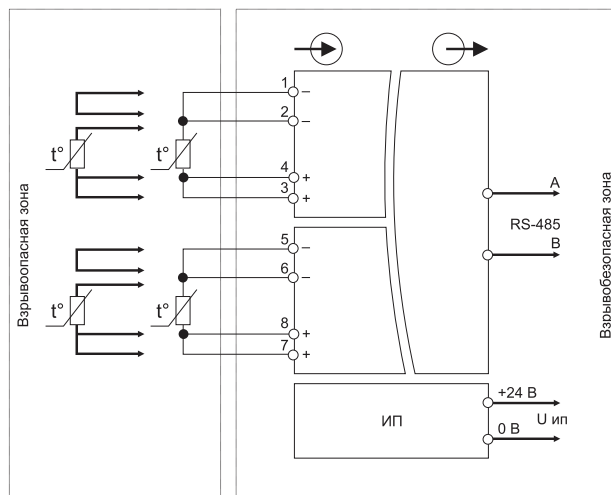 Взрывоопасная зона
t°
t°
1 –
2 –
4 +
3 +
A
RS-485
B
t°
t°
5 –
6 –
8 +
7 +
ИП
+24 В
U ип
0 В
Взрывобезопасная зона